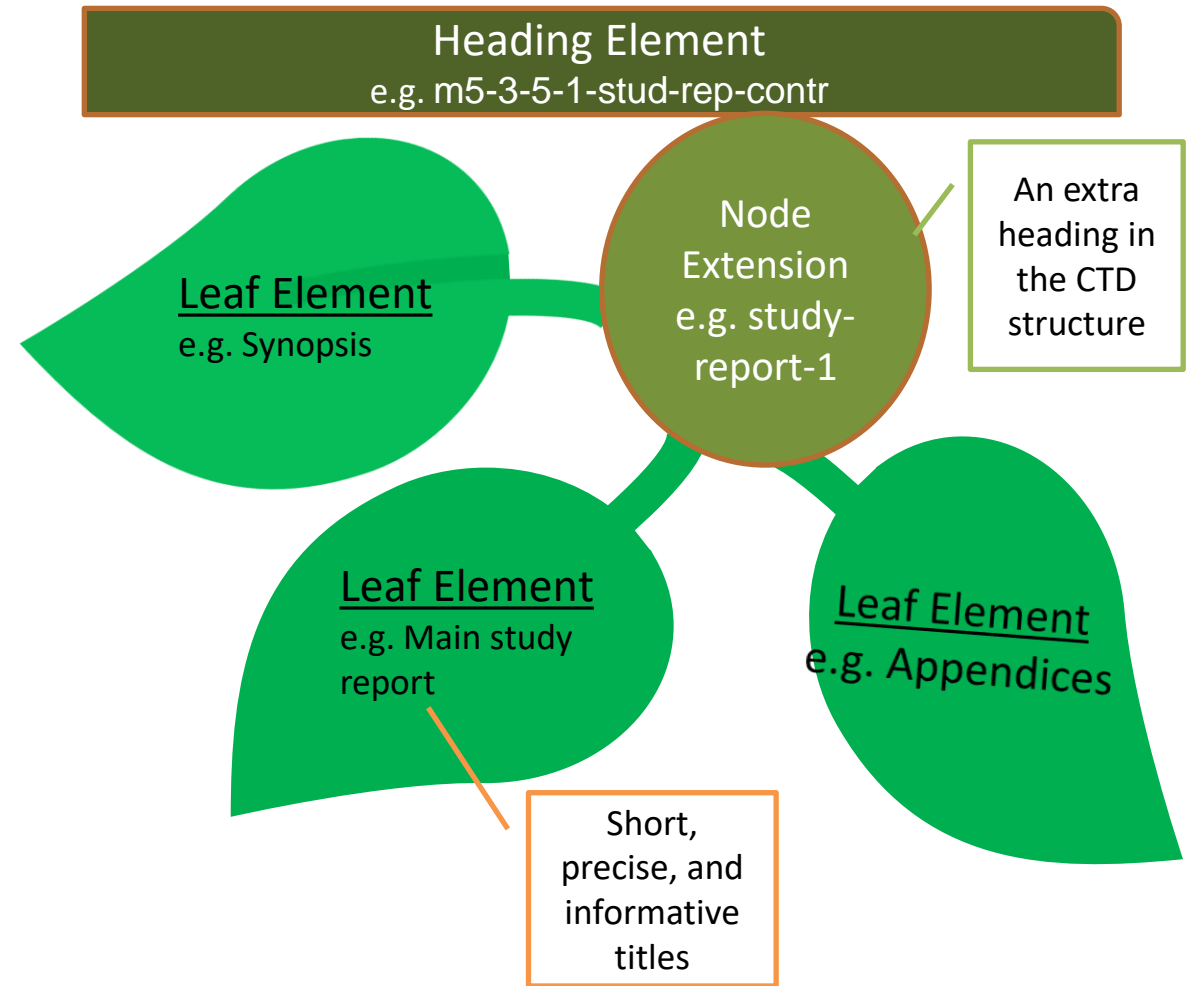 Heading Element
e.g. m5-3-5-1-stud-rep-contr
Node
Extension
e.g. study-
report-1
An extra
heading in
the CTD
structure
Leaf Element
e.g. Synopsis
Leaf Element
e.g. Main study
report
Leaf Element
e.g. Appendices
Short,
precise, and
informative
titles